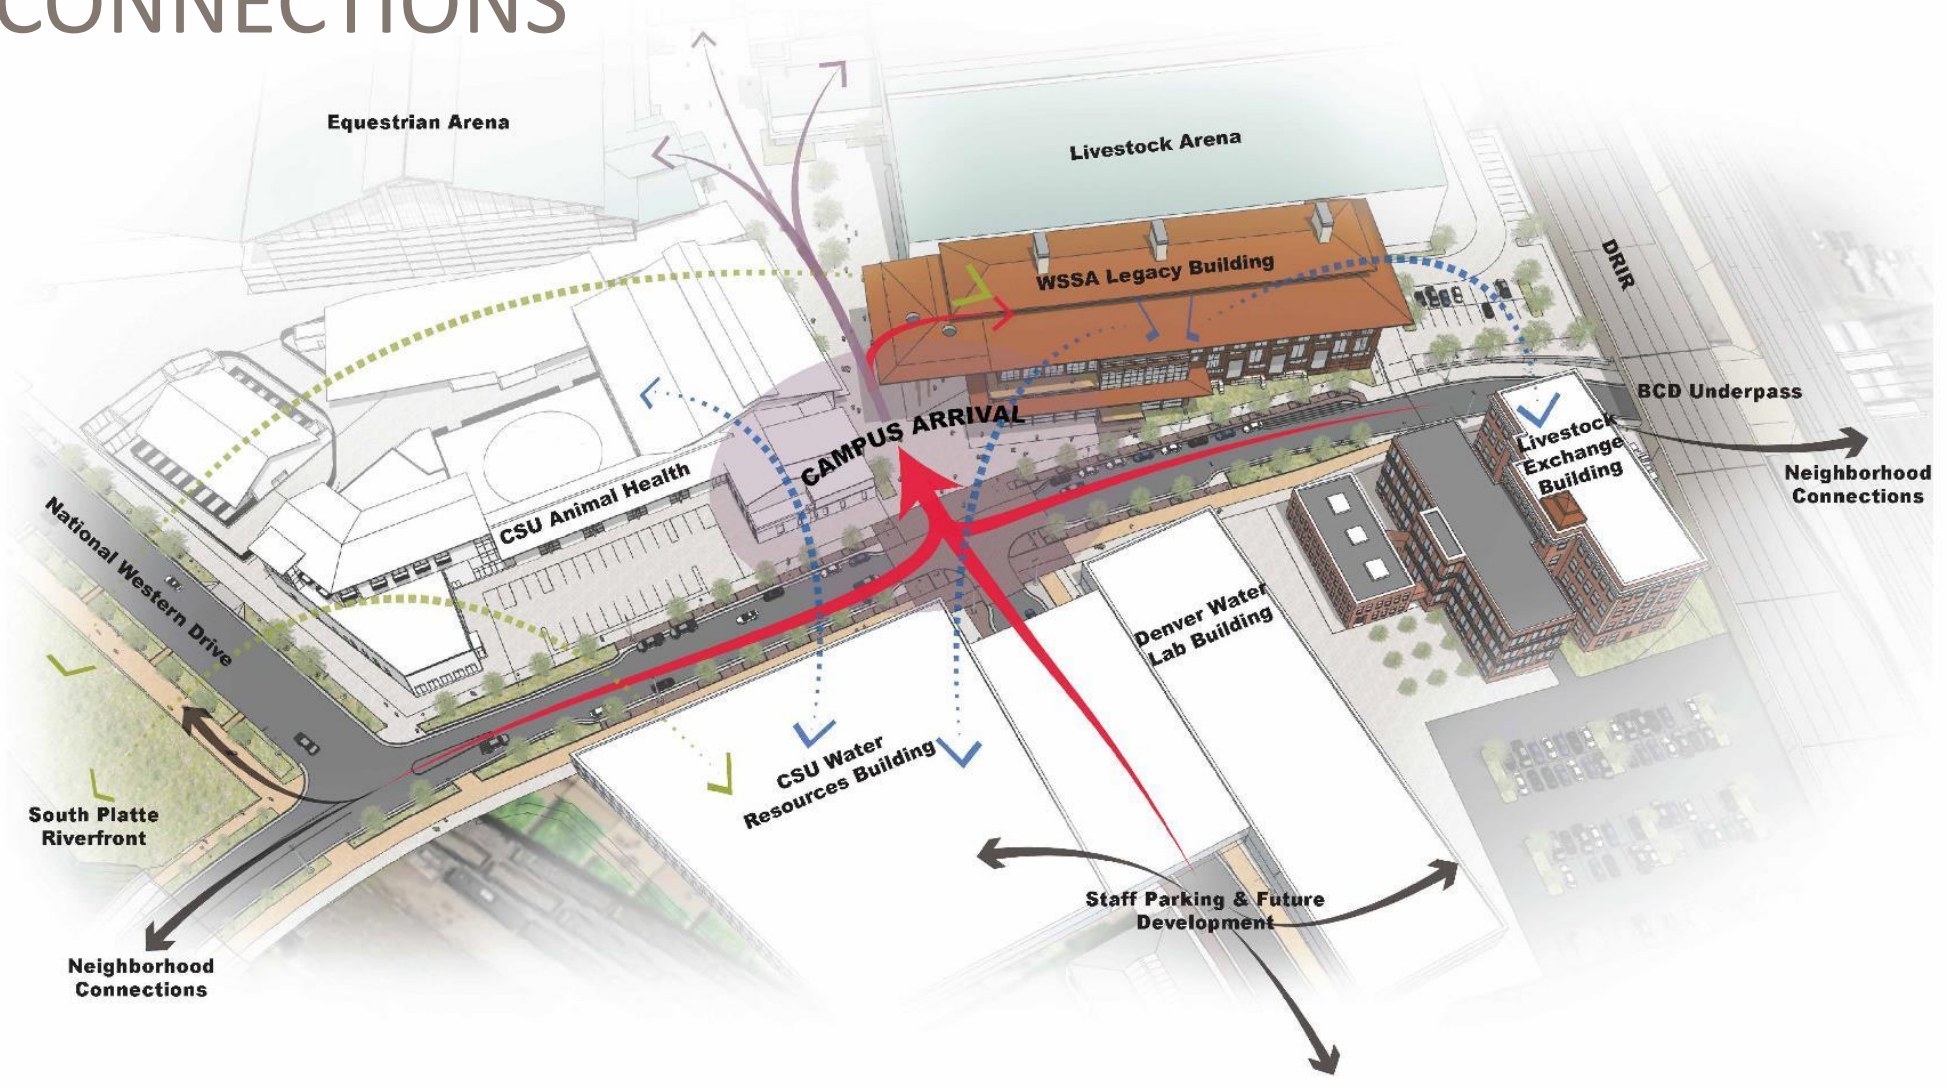 CONNECTIONS
Equestrian Arena
Livestock Arena
WSSA Legacy Building
DRIR
BCD Underpass
CAMPUS ARRIVAL
Livestock
Exchange
Building
Neighborhood
Connections
CSU Animal Health
National Western Drive
Denver Water
Lab Building
CSU Water
Resources Building
South Platte
Riverfront
Staff Parking & Future
Development
Neighborhood
Connections